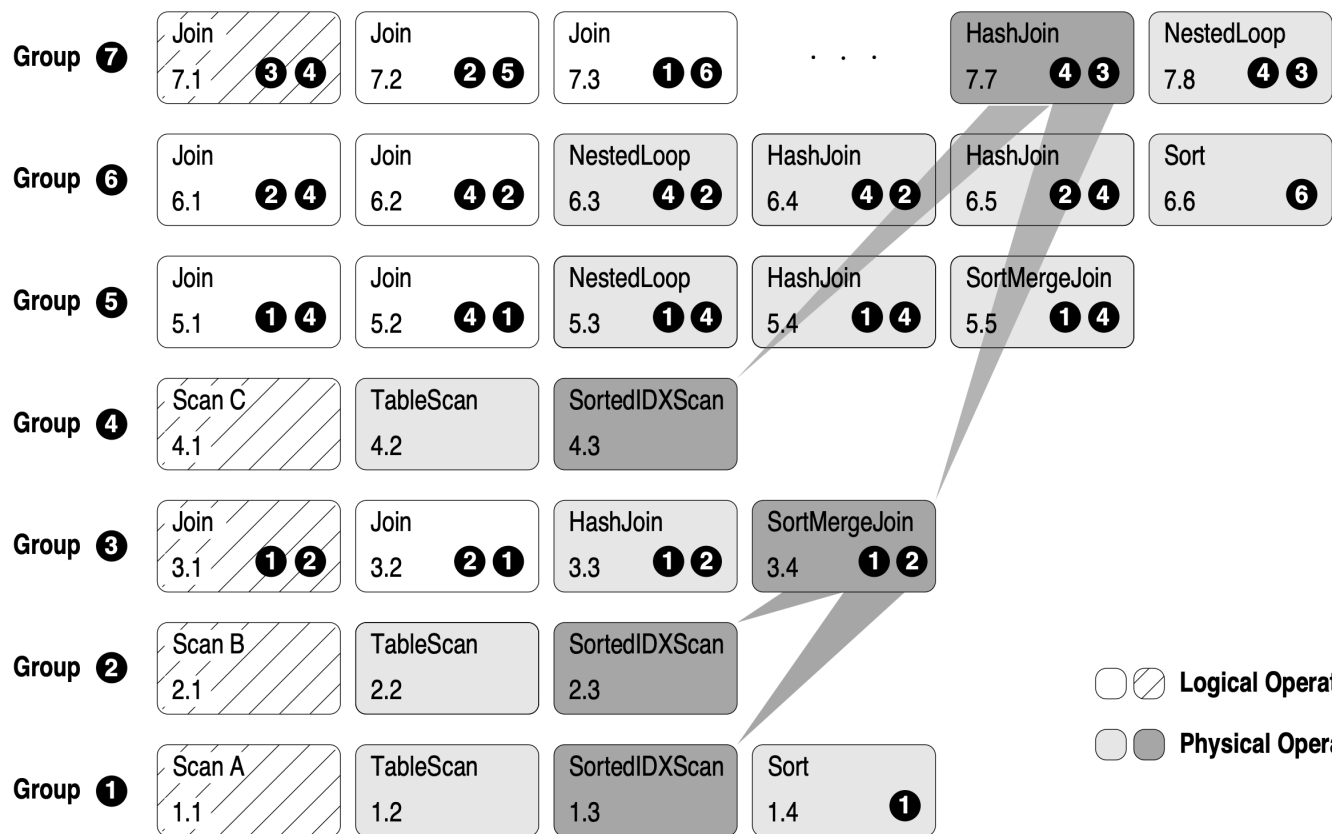 Group 7
Join
7.1 3 4
Join
7.2 2 5
Join
7.3 1 6
. . .
HashJoin
7.7 4 3
NestedLoop
7.8 4 3
Group 6
Join
6.1 2 4
Join
6.2 4 2
NestedLoop
6.3 4 2
HashJoin
6.4 4 2
HashJoin
6.5 2 4
Sort
6.6 6
Group 5
Join
5.1 1 4
Join
5.2 4 1
NestedLoop
5.3 1 4
HashJoin
5.4 1 4
SortMergeJoin
5.5 1 4
Group 4
Scan C
4.1
TableScan
4.2
SortedIDXScan
4.3
Group 3
Join
3.1 1 2
Join
3.2 2 1
HashJoin
3.3 1 2
SortMergeJoin
3.4 1 2
Group 2
Scan B
2.1
TableScan
2.2
SortedIDXScan
2.3
Group 1
Scan A
1.1
TableScan
1.2
SortedIDXScan
1.3
Sort
1.4 1
Logical Operat
Physical Opera